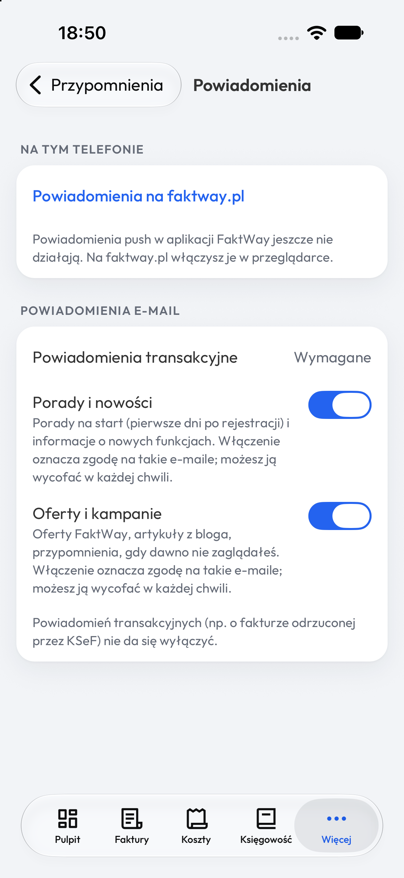 18:50
Przypomnienia
Powiadomienia
NA TYM TELEFONIE
Powiadomienia na faktway.pl
Powiadomienia push w aplikacji FaktWay jeszcze nie
działają. Na faktway.pl włączysz je w przeglądarce.
POWIADOMIENIA E-MAIL
Powiadomienia transakcyjne
Wymagane
Porady i nowości
Porady na start (pierwsze dni po rejestracji) i
informacje o nowych funkcjach. Włączenie
oznacza zgodę na takie e-maile; możesz ją
wycofać w każdej chwili.
Oferty i kampanie
Oferty FaktWay, artykuły z bloga,
przypomnienia, gdy dawno nie zaglądałeś.
Włączenie oznacza zgodę na takie e-maile;
możesz ją wycofać w każdej chwili.
Powiadomień transakcyjnych (np. o fakturze odrzuconej
przez KSeF) nie da się wyłączyć.
Pulpit
Faktury
Koszty
Księgowość
Więcej